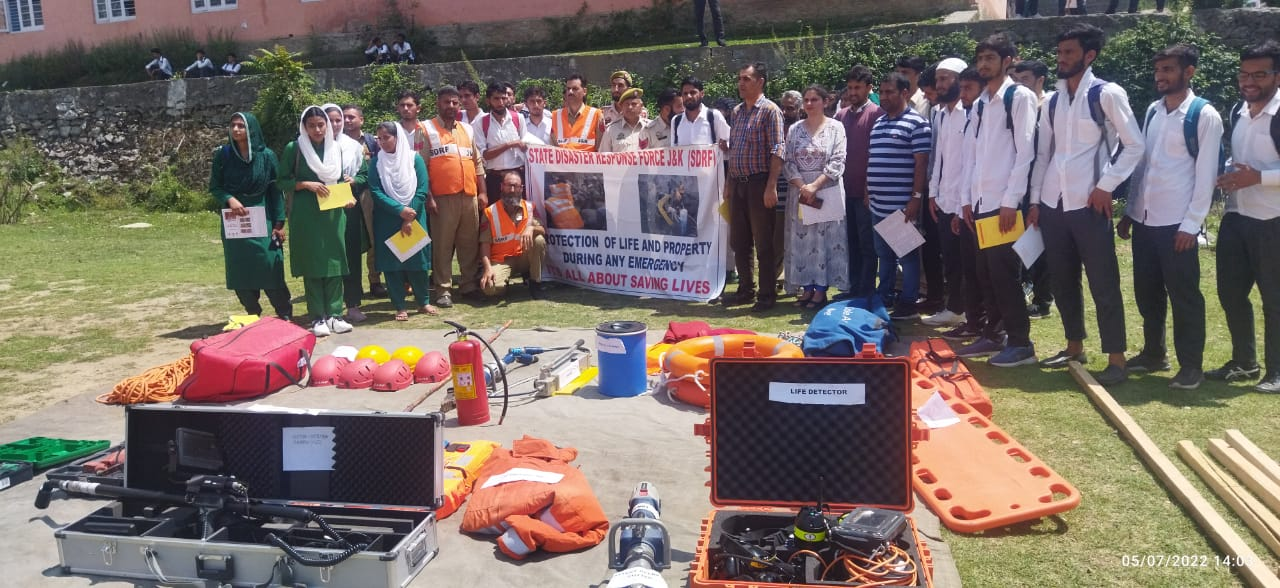 STATE DISASTER RESPONSE FORCE J&K (SDRF)
PROTECTION OF LIFE AND PROPERTY
DURING ANY EMERGENCY
IT'S ALL ABOUT SAVING LIVES
SDRF
LIFE DETECTOR
05/07/2022 14:0